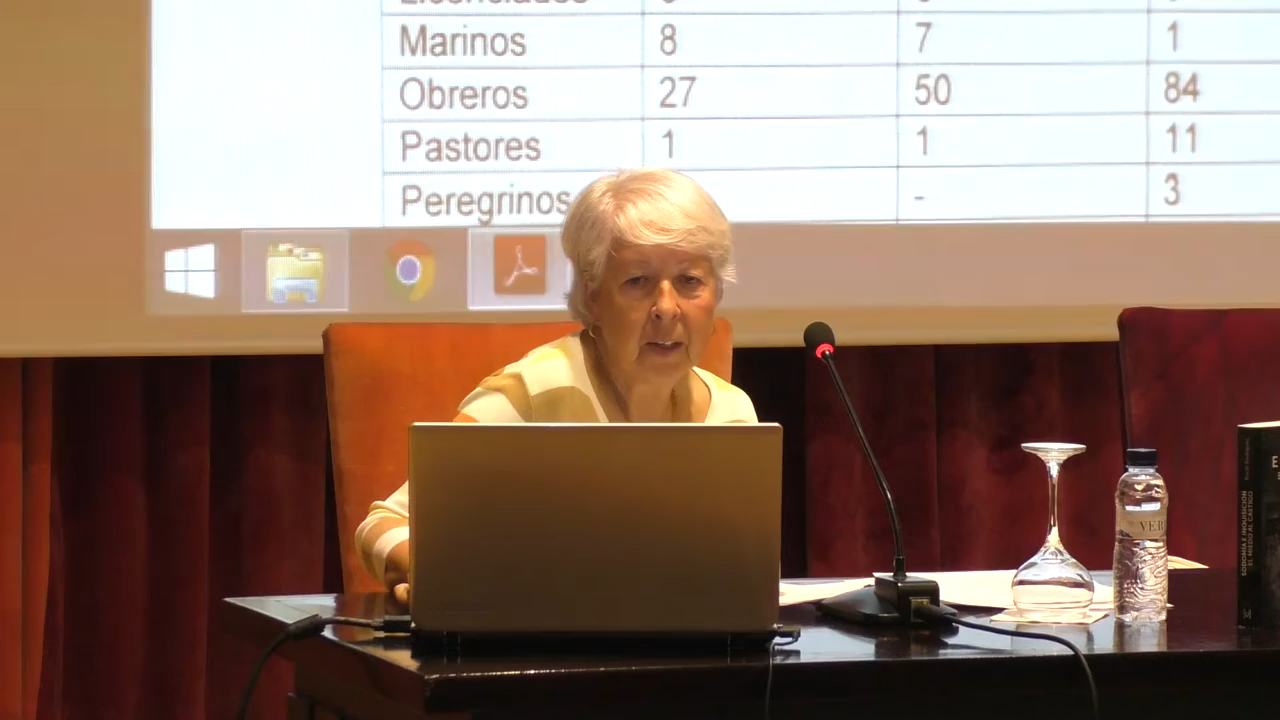 Marinos 8 7 1
Obreros 27 50 84
Pastores 1 1 11
Peregrinos - 3
VER
SODOMÍA E INQUISICIÓN
EL MIEDO AL CASTIGO
E